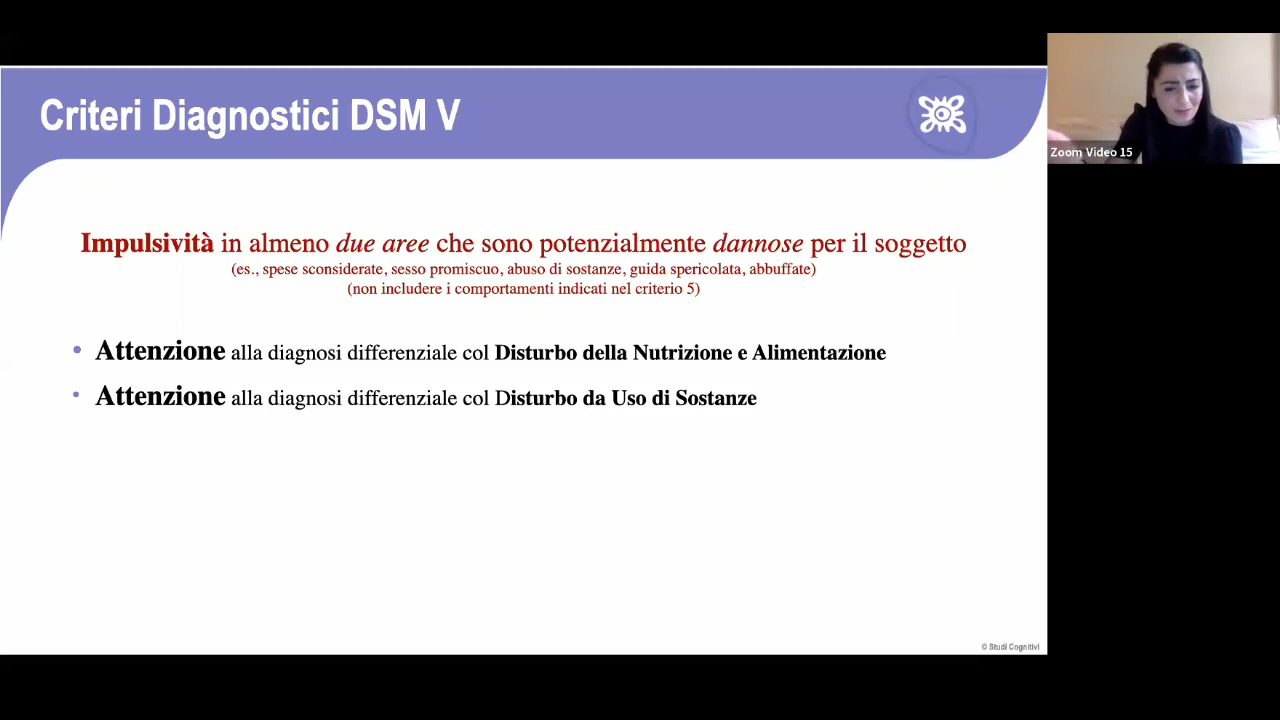 Criteri Diagnostici DSM V
Zoom Video 15
Impulsività in almeno due aree che sono potenzialmente dannose per il soggetto
(es., spese sconsiderate, sesso promiscuo, abuso di sostanze, guida spericolata, abbuffate)
(non includere i comportamenti indicati nel criterio 5)
• Attenzione alla diagnosi differenziale col Disturbo della Nutrizione e Alimentazione
• Attenzione alla diagnosi differenziale col Disturbo da Uso di Sostanze
© Studi Cognitivi